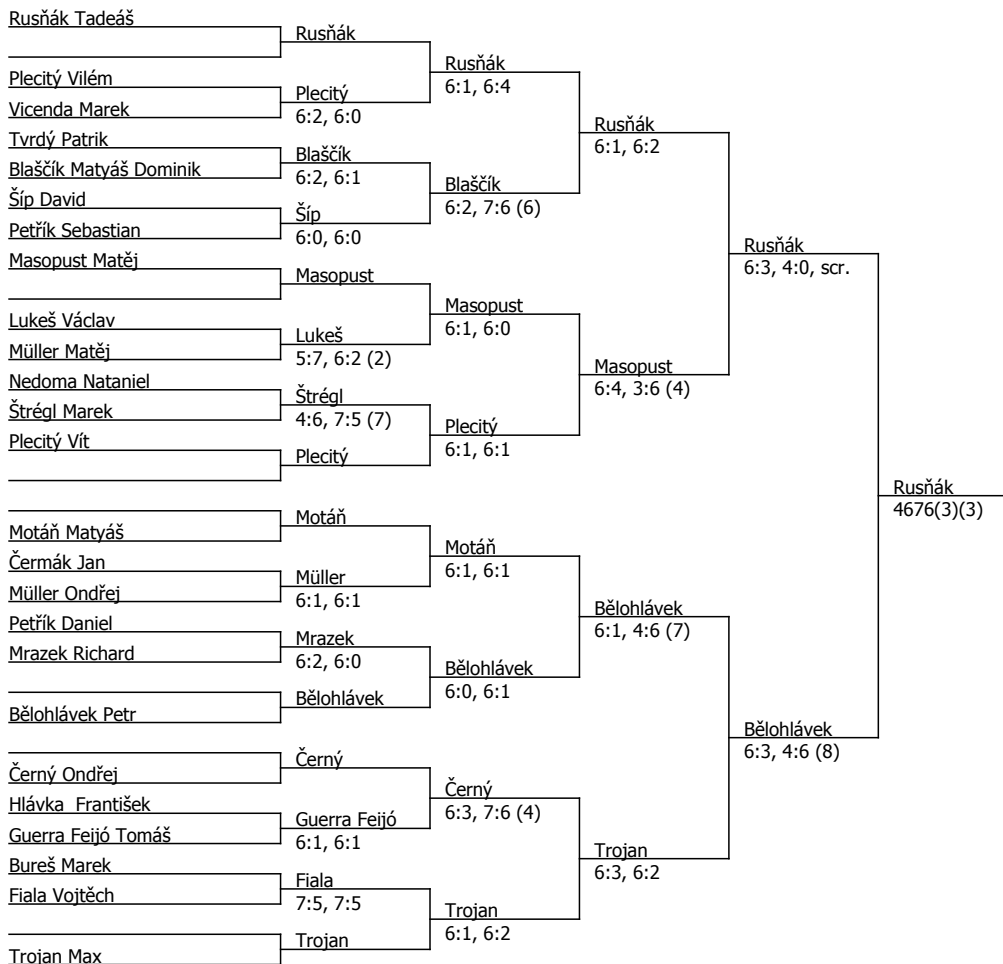 Rusňák Tadeáš
Rusňák
Rusňák
6:1, 6:4
Plecitý Vilém
Plecitý
6:2, 6:0
Vicenda Marek
Rusňák
6:1, 6:2
Tvrdý Patrik
Blaščík
6:2, 6:1
Blaščík Matyáš Dominik
Blaščík
6:2, 7:6 (6)
Šíp David
Šíp
6:0, 6:0
Petřík Sebastian
Rusňák
6:3, 4:0, scr.
Masopust Matěj
Masopust
Masopust
6:1, 6:0
Lukeš Václav
Lukeš
5:7, 6:2 (2)
Müller Matěj
Masopust
6:4, 3:6 (4)
Nedoma Nataniel
Štrégl
4:6, 7:5 (7)
Štrégl Marek
Plecitý
6:1, 6:1
Plecitý Vít
Plecitý
Rusňák
4676(3)(3)
Motáň
Motáň Matyáš
Motáň
6:1, 6:1
Čermák Jan
Müller
6:1, 6:1
Müller Ondřej
Bělohlávek
6:1, 4:6 (7)
Petřík Daniel
Mrazek
6:2, 6:0
Mrazek Richard
Bělohlávek
6:0, 6:1
Bělohlávek
Bělohlávek Petr
Bělohlávek
6:3, 4:6 (8)
Černý
Černý Ondřej
Černý
6:3, 7:6 (4)
Hlávka  František
Guerra Feijó
6:1, 6:1
Guerra Feijó Tomáš
Trojan
6:3, 6:2
Bureš Marek
Fiala
7:5, 7:5
Fiala Vojtěch
Trojan
6:1, 6:2
Trojan
Trojan Max